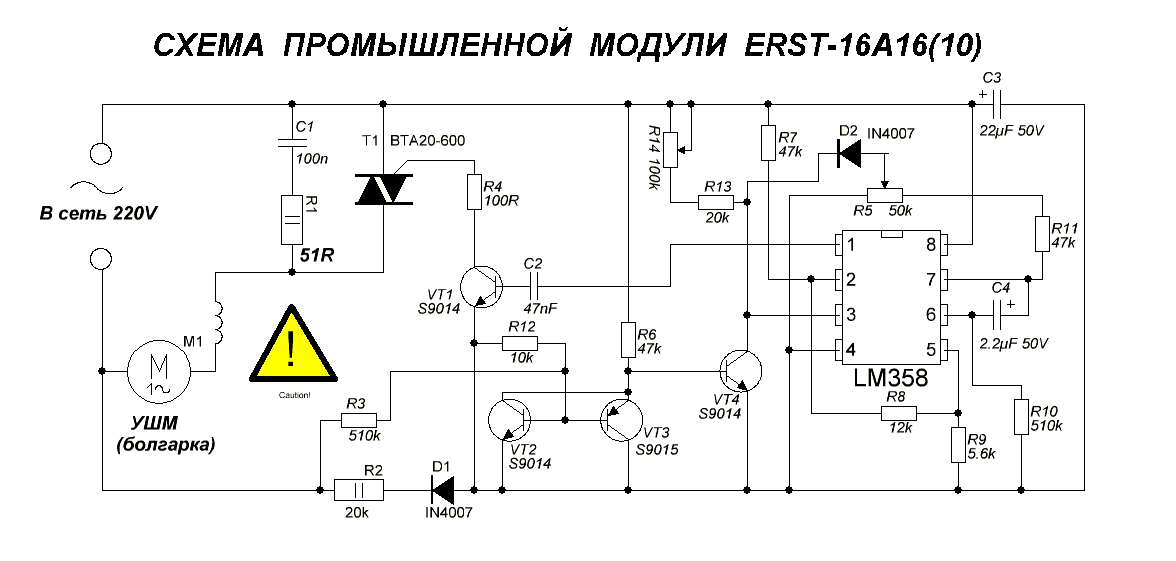 СХЕМА ПРОМЫШЛЕННОЙ МОДУЛИ ERST-16A16(10)
C3
+
22µF 50V
C1
100n
T1
BTA20-600
R14 100k
R7
47k
D2
IN4007
R4
100R
R13
20k
В сеть 220V
R1
51R
R5
50k
R11
47k
1
8
C2
47nF
VT1
S9014
2
7
C4
+
2.2µF 50V
3
6
M1
R12
10k
R6
47k
4
5
LM358
M
1~
Caution!
VT4
S9014
R8
12k
R3
510k
R10
510k
УШМ
(болгарка)
VT2
S9014
VT3
S9015
R9
5.6k
R2
20k
D1
IN4007